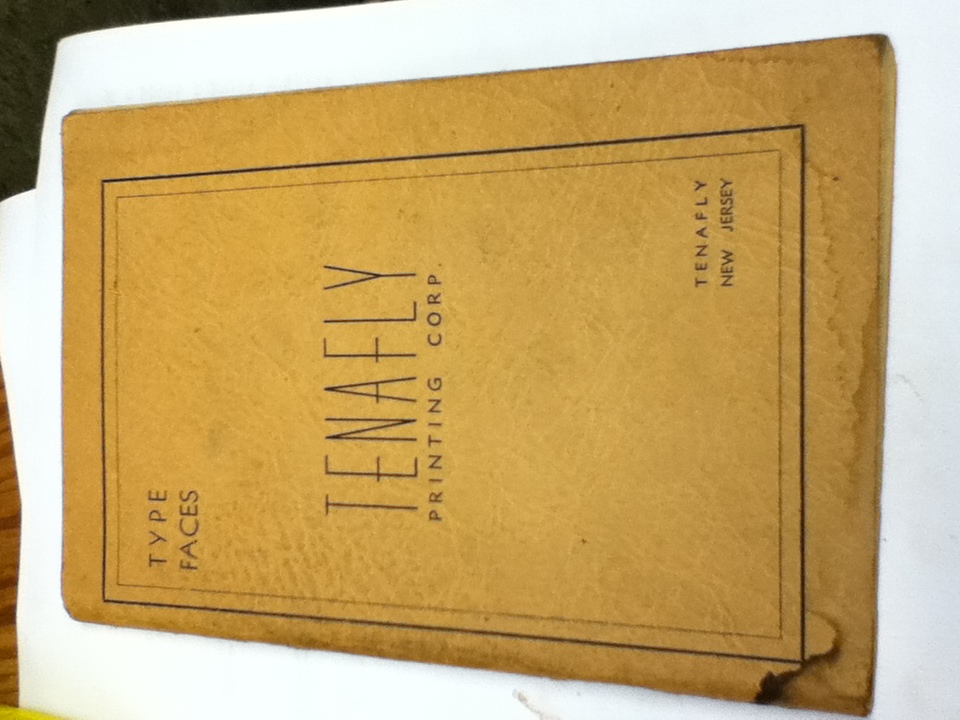 TYPE
FACES
TENAFLY
PRINTING CORP.
TENAFLY
NEW JERSEY